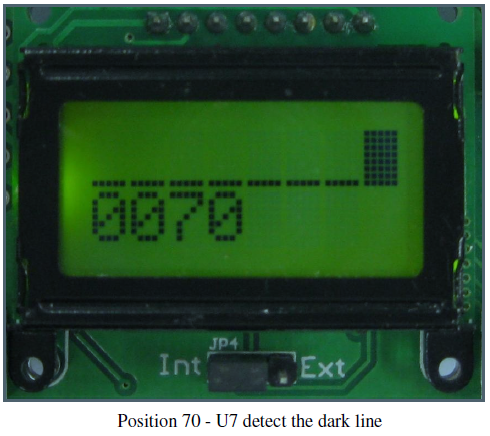 0070
JP4
Int Ext
Position 70 - U7 detect the dark line